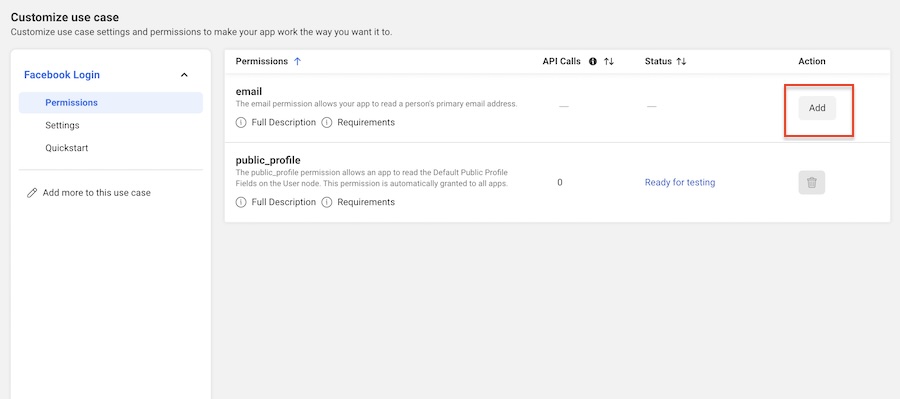 Customize use case
Customize use case settings and permissions to make your app work the way you want it to.
Facebook Login
Permissions
Settings
Quickstart
Add more to this use case
Permissions API Calls Status Action
email
The email permission allows your app to read a person's primary email address.
— — Add
Full Description Requirements
public_profile
The public_profile permission allows an app to read the Default Public Profile
Fields on the User node. This permission is automatically granted to all apps.
0 Ready for testing
Full Description Requirements